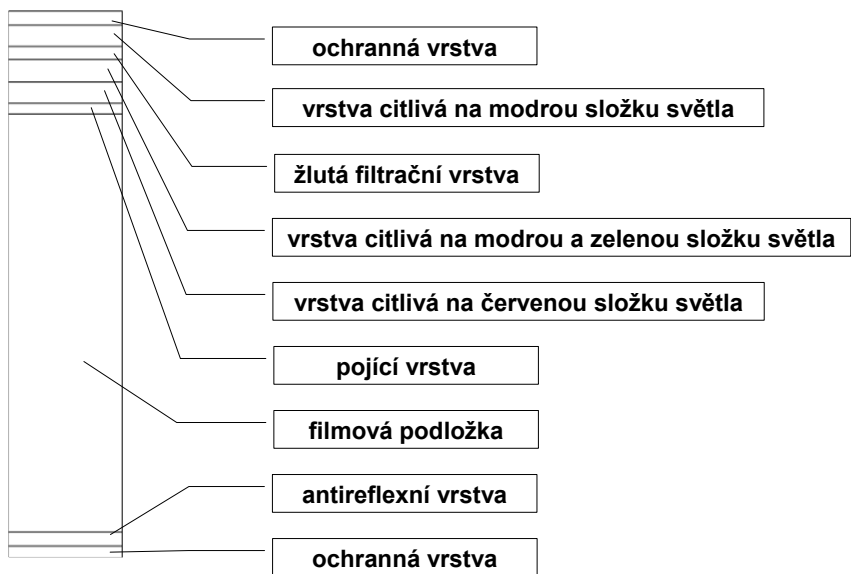 ochranná vrstva
vrstva citlivá na modrou složku světla
žlutá filtrační vrstva
vrstva citlivá na modrou a zelenou složku světla
vrstva citlivá na červenou složku světla
pojící vrstva
filmová podložka
antireflexní vrstva
ochranná vrstva